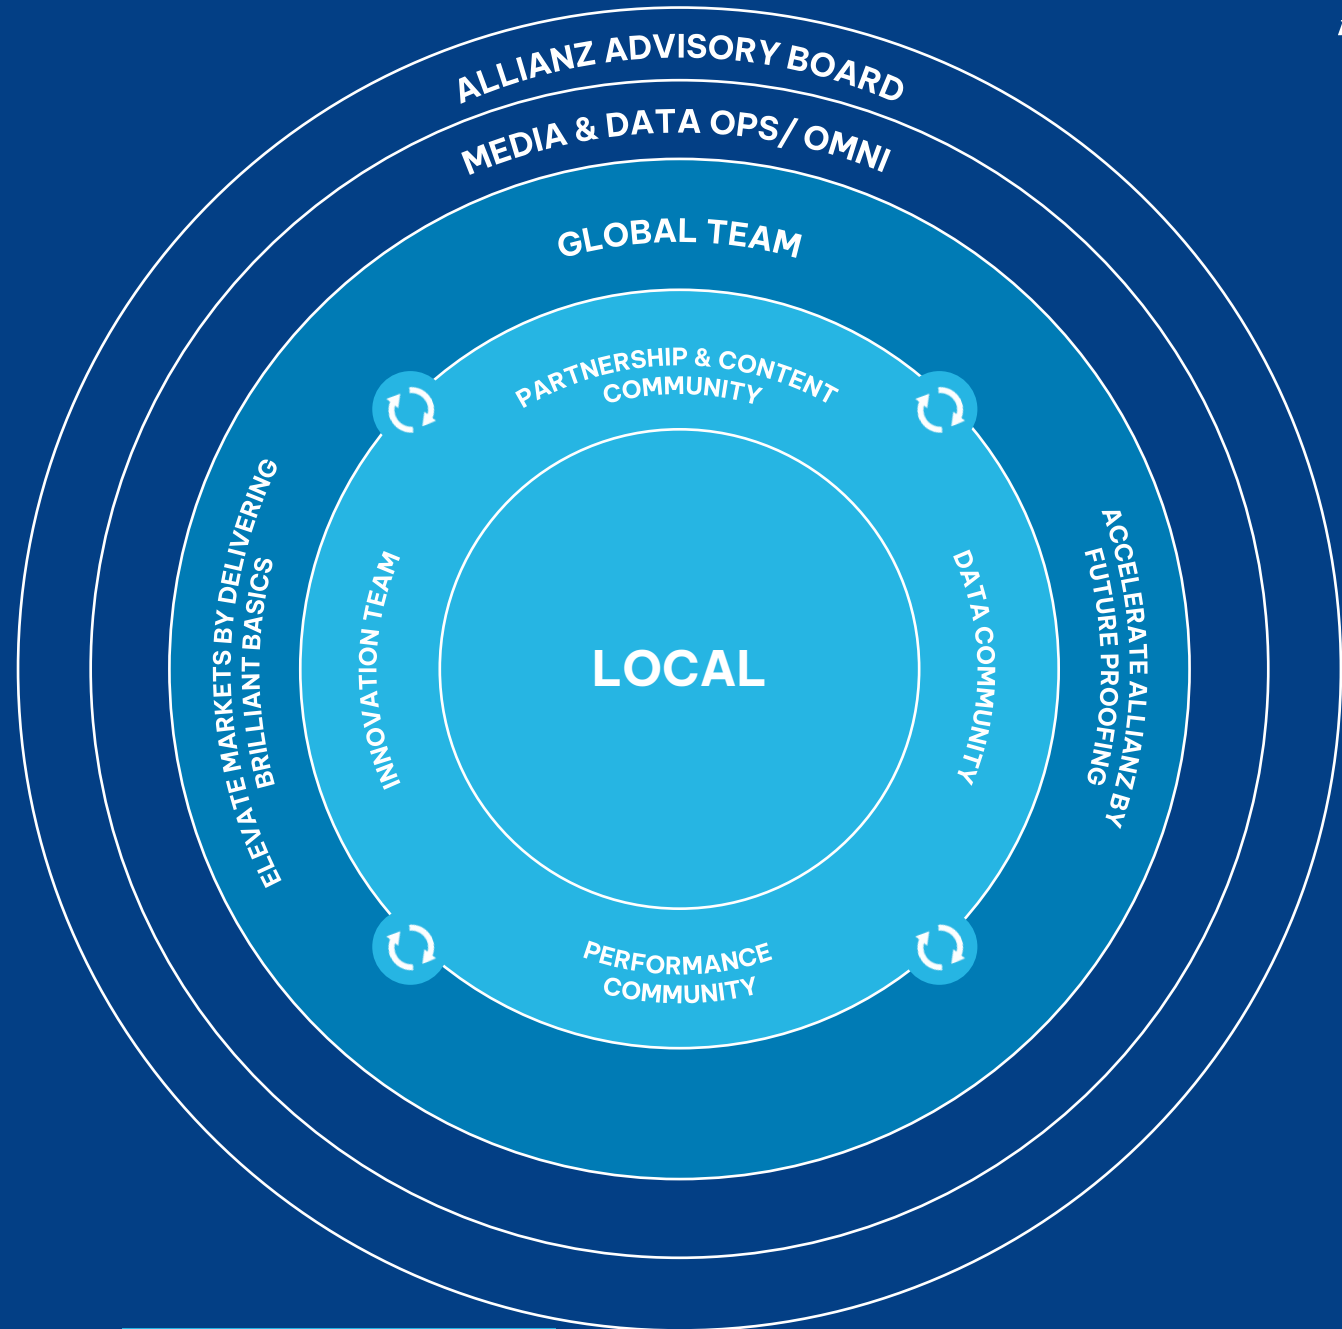 ALLIANZ ADVISORY BOARD
MEDIA & DATA OPS/ OMNI
GLOBAL TEAM
PARTNERSHIP & CONTENT
COMMUNITY
ELEVATE MARKETS BY DELIVERING
BRILLIANT BASICS
INNOVATION TEAM
LOCAL
DATA COMMUNITY
ACCELERATE ALLIANZ BY
FUTURE PROOFING
PERFORMANCE
COMMUNITY